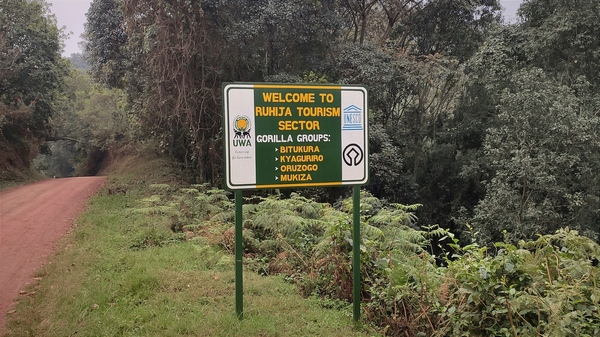 WELCOME TO
RUHIJA TOURISM
SECTOR
GORILLA GROUPS:
BITUKURA
KYAGURIRO
ORUZOGO
MUKIZA
UWA
UNESCO